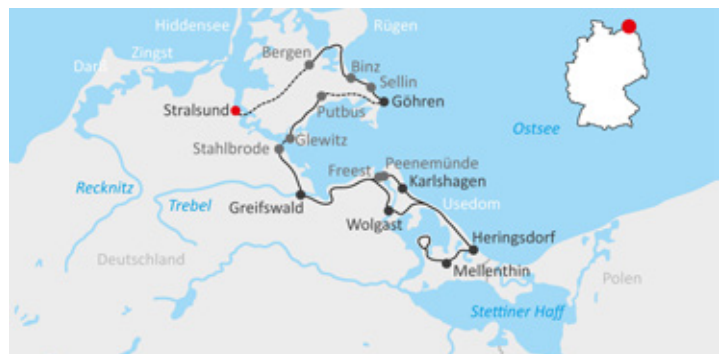 Hiddensee
Rügen
Zingst
Darß
Bergen
Binz
Sellin
Göhren
Stralsund
Putbus
Ostsee
Glewitz
Stahlbrode
Peenemünde
Freest
Karlshagen
Recknitz
Trebel
Greifswald
Usedom
Wolgast
Heringsdorf
Deutschland
Mellenthin
Polen
Stettiner Haff